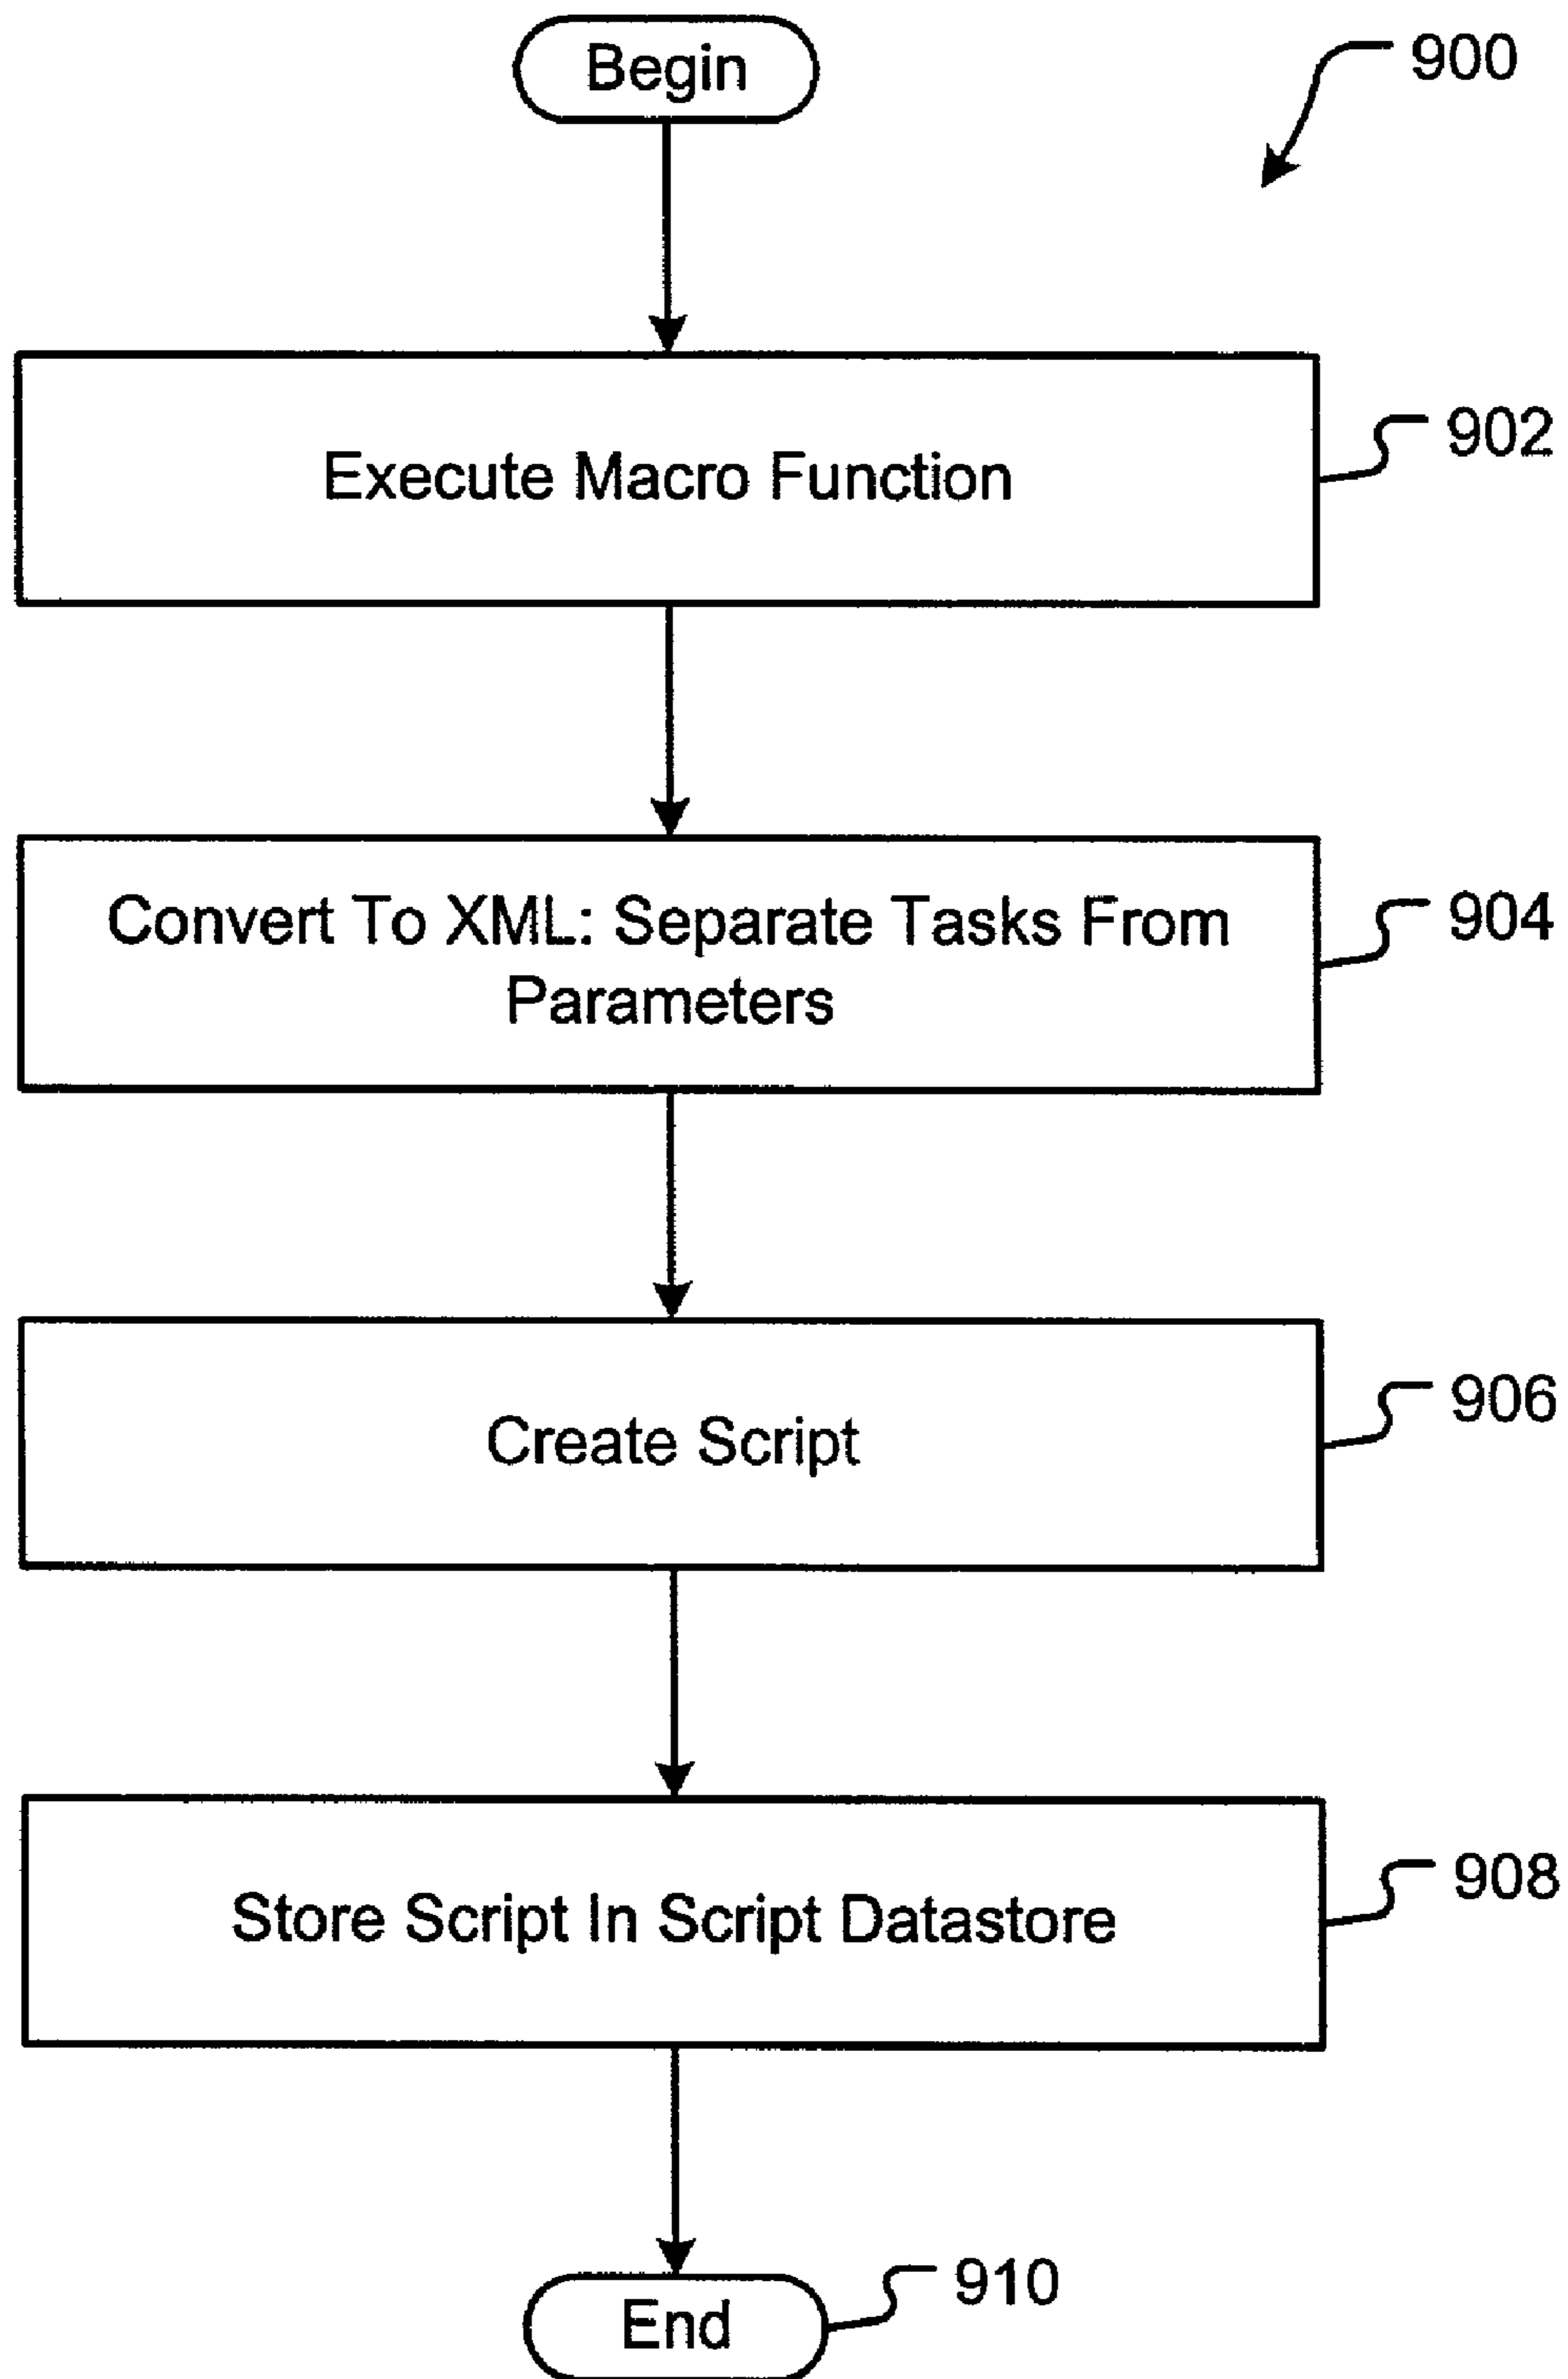 Begin
900
Execute Macro Function
902
Convert To XML: Separate Tasks From
Parameters
904
Create Script
906
Store Script In Script Datastore
908
End
910